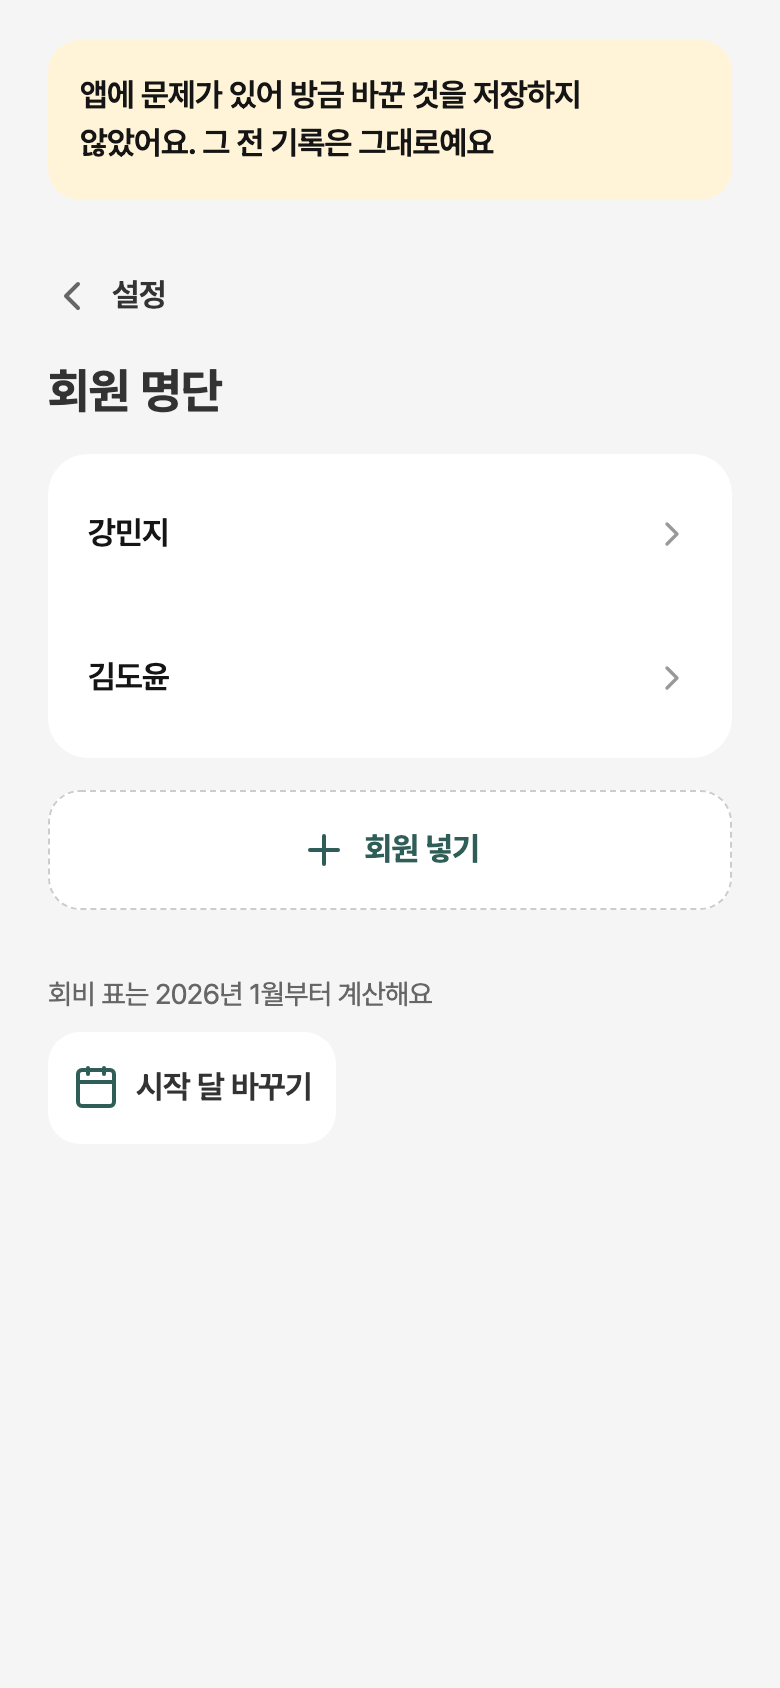 앱에 문제가 있어 방금 바꾼 것을 저장하지
않았어요. 그 전 기록은 그대로예요
설정
회원 명단
강민지
김도윤
회원 넣기
회비 표는 2026년 1월부터 계산해요
시작 달 바꾸기